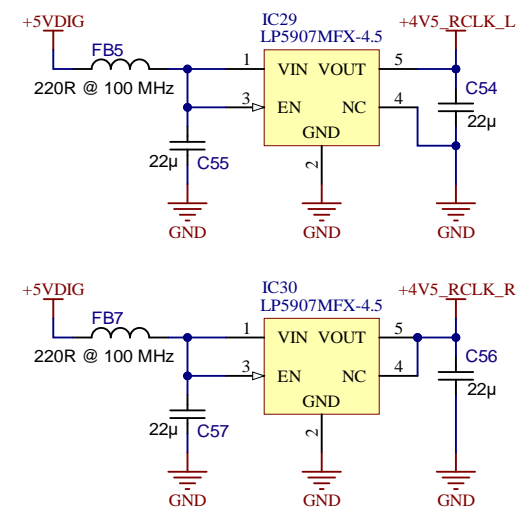 +5VDIG
IC29
LP5907MFX-4.5
+4V5_RCLK_L
FB5
220R @ 100 MHz
1 VIN VOUT 5
3 EN NC 4
GND
2
C54
22µ
22µ C55
GND GND GND
+5VDIG
IC30
LP5907MFX-4.5
+4V5_RCLK_R
FB7
220R @ 100 MHz
1 VIN VOUT 5
3 EN NC 4
GND
2
C56
22µ
22µ C57
GND GND GND